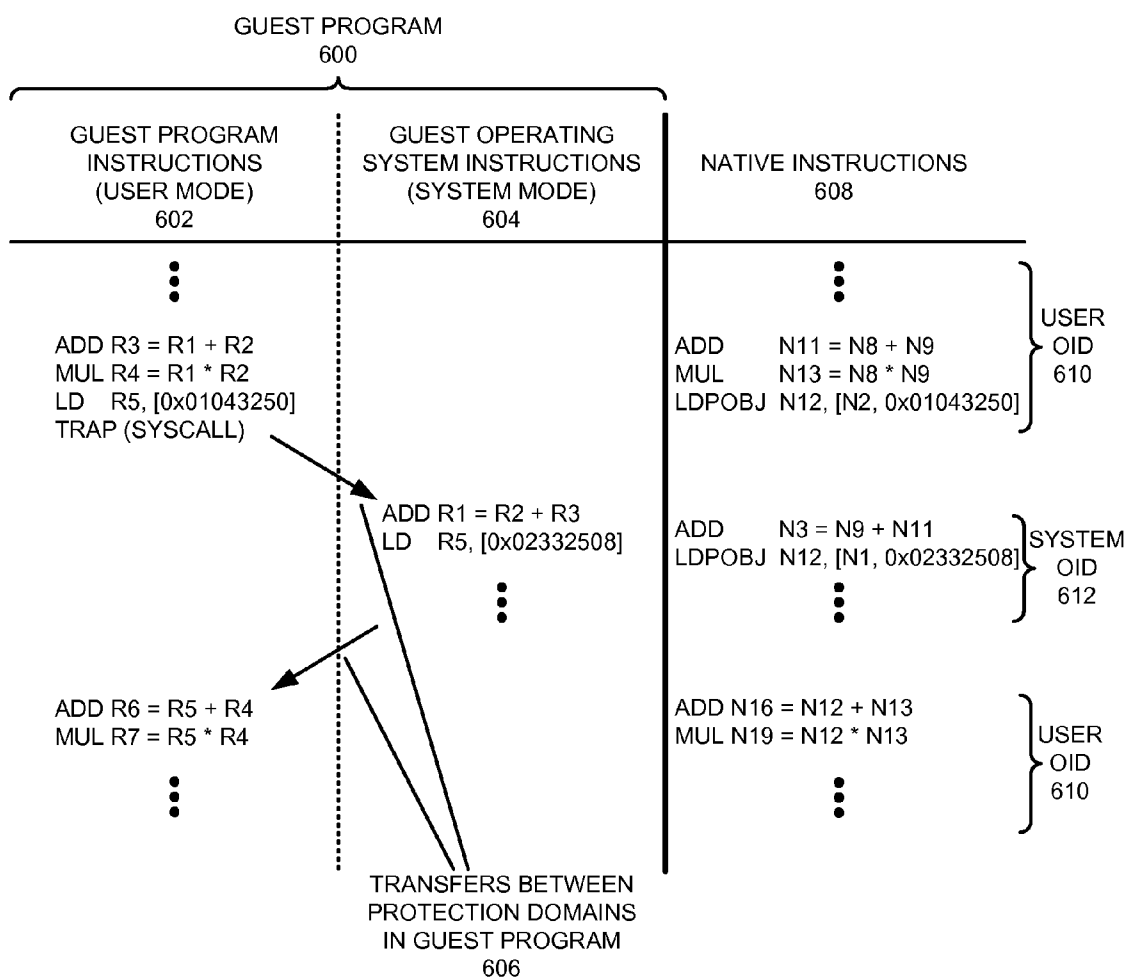 GUEST PROGRAM
600
GUEST PROGRAM
INSTRUCTIONS
(USER MODE)
602
GUEST OPERATING
SYSTEM INSTRUCTIONS
(SYSTEM MODE)
604
NATIVE INSTRUCTIONS
608
ADD R3 = R1 + R2
MUL R4 = R1 * R2
LD R5, [0x01043250]
TRAP (SYSCALL)
ADD N11 = N8 + N9
MUL N13 = N8 * N9
LDPOBJ N12, [N2, 0x01043250]
USER
OID
610
ADD R1 = R2 + R3
LD R5, [0x02332508]
ADD N3 = N9 + N11
LDPOBJ N12, [N1, 0x02332508]
SYSTEM
OID
612
ADD R6 = R5 + R4
MUL R7 = R5 * R4
ADD N16 = N12 + N13
MUL N19 = N12 * N13
USER
OID
610
TRANSFERS BETWEEN
PROTECTION DOMAINS
IN GUEST PROGRAM
606